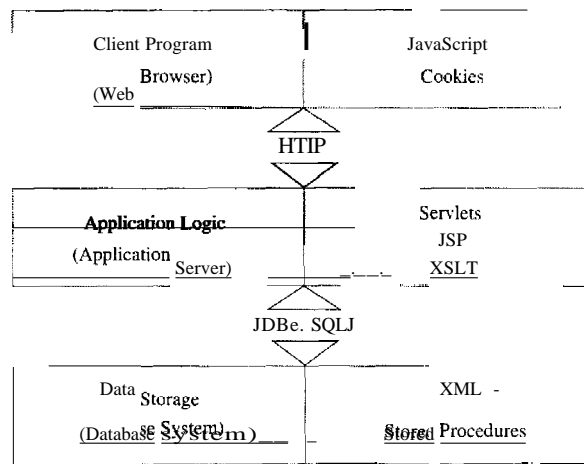 Client Program
JavaScript
Browser)
Cookies
(Web
HTIP
Application Logic
Servlets
(Application
JSP
Server)
XSLT
JDBe. SQLJ
Data
XML -
Storage
(Database System)
Stored Procedures